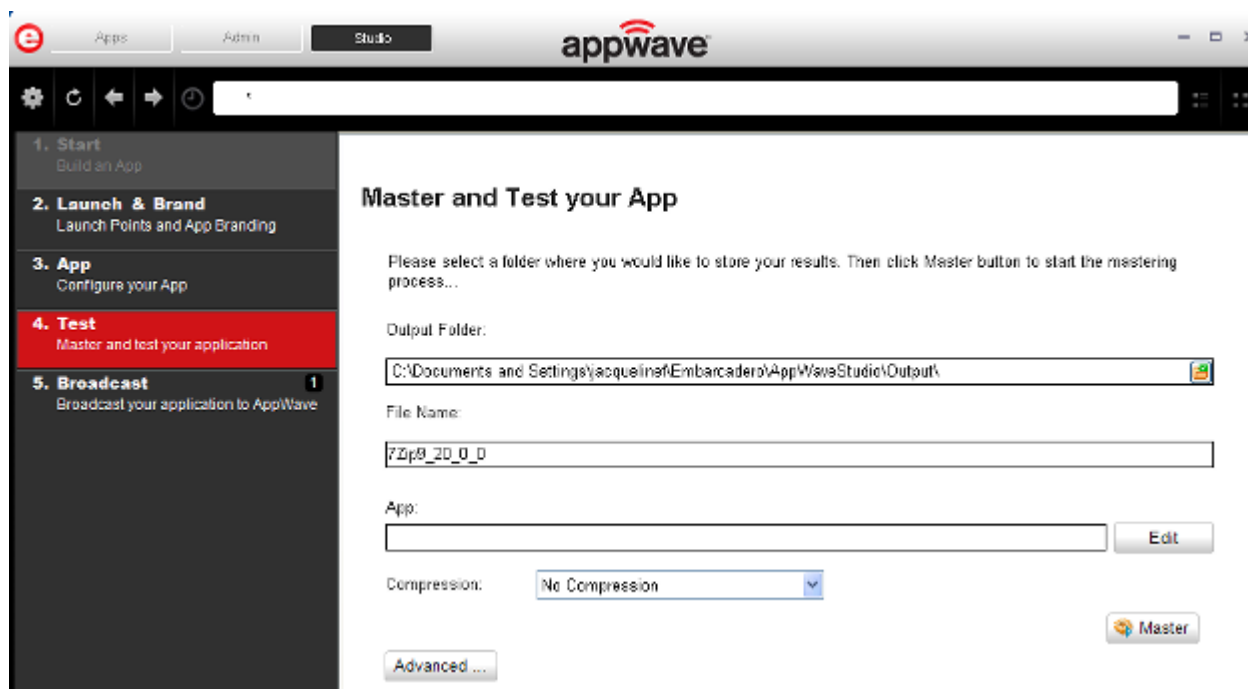 e
Apps Admin Studio appwave
1. Start
Build an App
2. Launch & Brand
Launch Points and App Branding
3. App
Configure your App
4. Test
Master and test your application
5. Broadcast 1
Broadcast your application to AppWave
Master and Test your App
Please select a folder where you would like to store your results. Then click Master button to start the mastering
process...
Output Folder:
C:\Documents and Settings\jacquelinef\Embarcadero\AppWaveStudio\Output\
File Name:
7Zip9_20_0_0
App:
Edit
Compression: No Compression
Master
Advanced ...